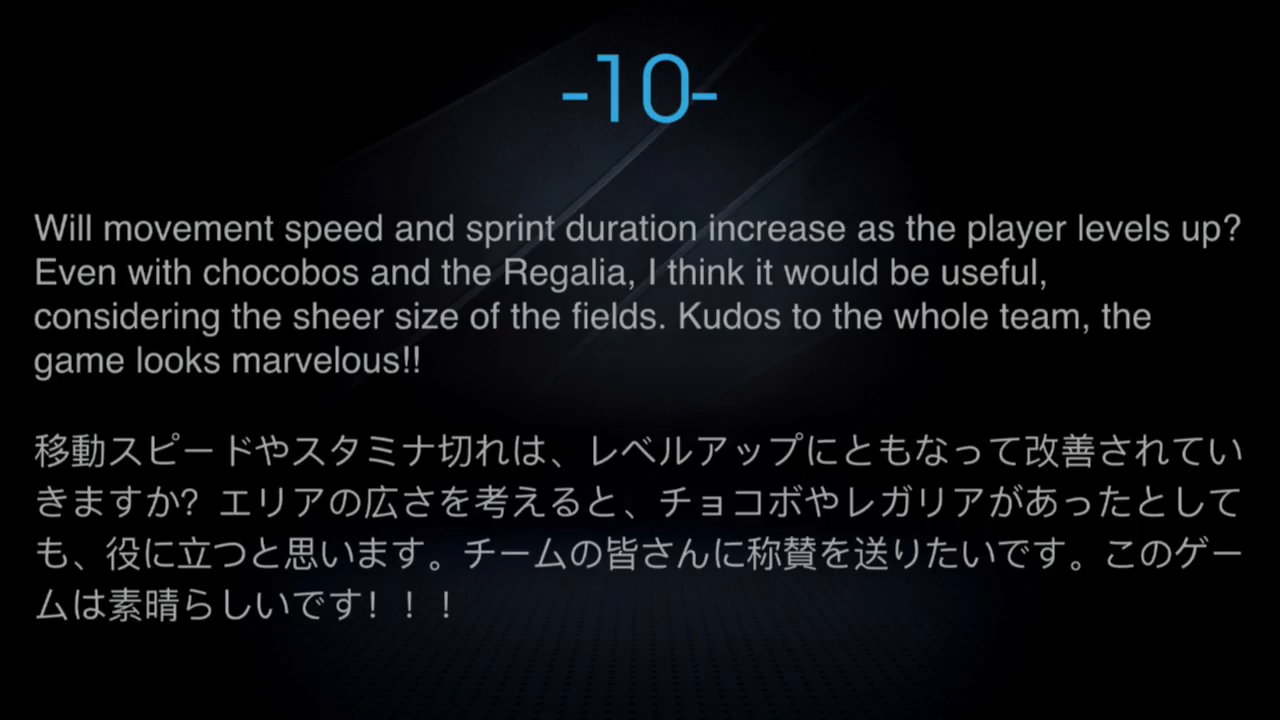 -10-
Will movement speed and sprint duration increase as the player levels up?
Even with chocobos and the Regalia, I think it would be useful,
considering the sheer size of the fields. Kudos to the whole team, the
game looks marvelous!!
移動スピードやスタミナ切れは、レベルアップにともなって改善されてい
きますか? エリアの広さを考えると、チョコボやレガリアがあったとして
も、役に立つと思います。チームの皆さんに称賛を送りたいです。このゲー
ムは素晴らしいです！！！